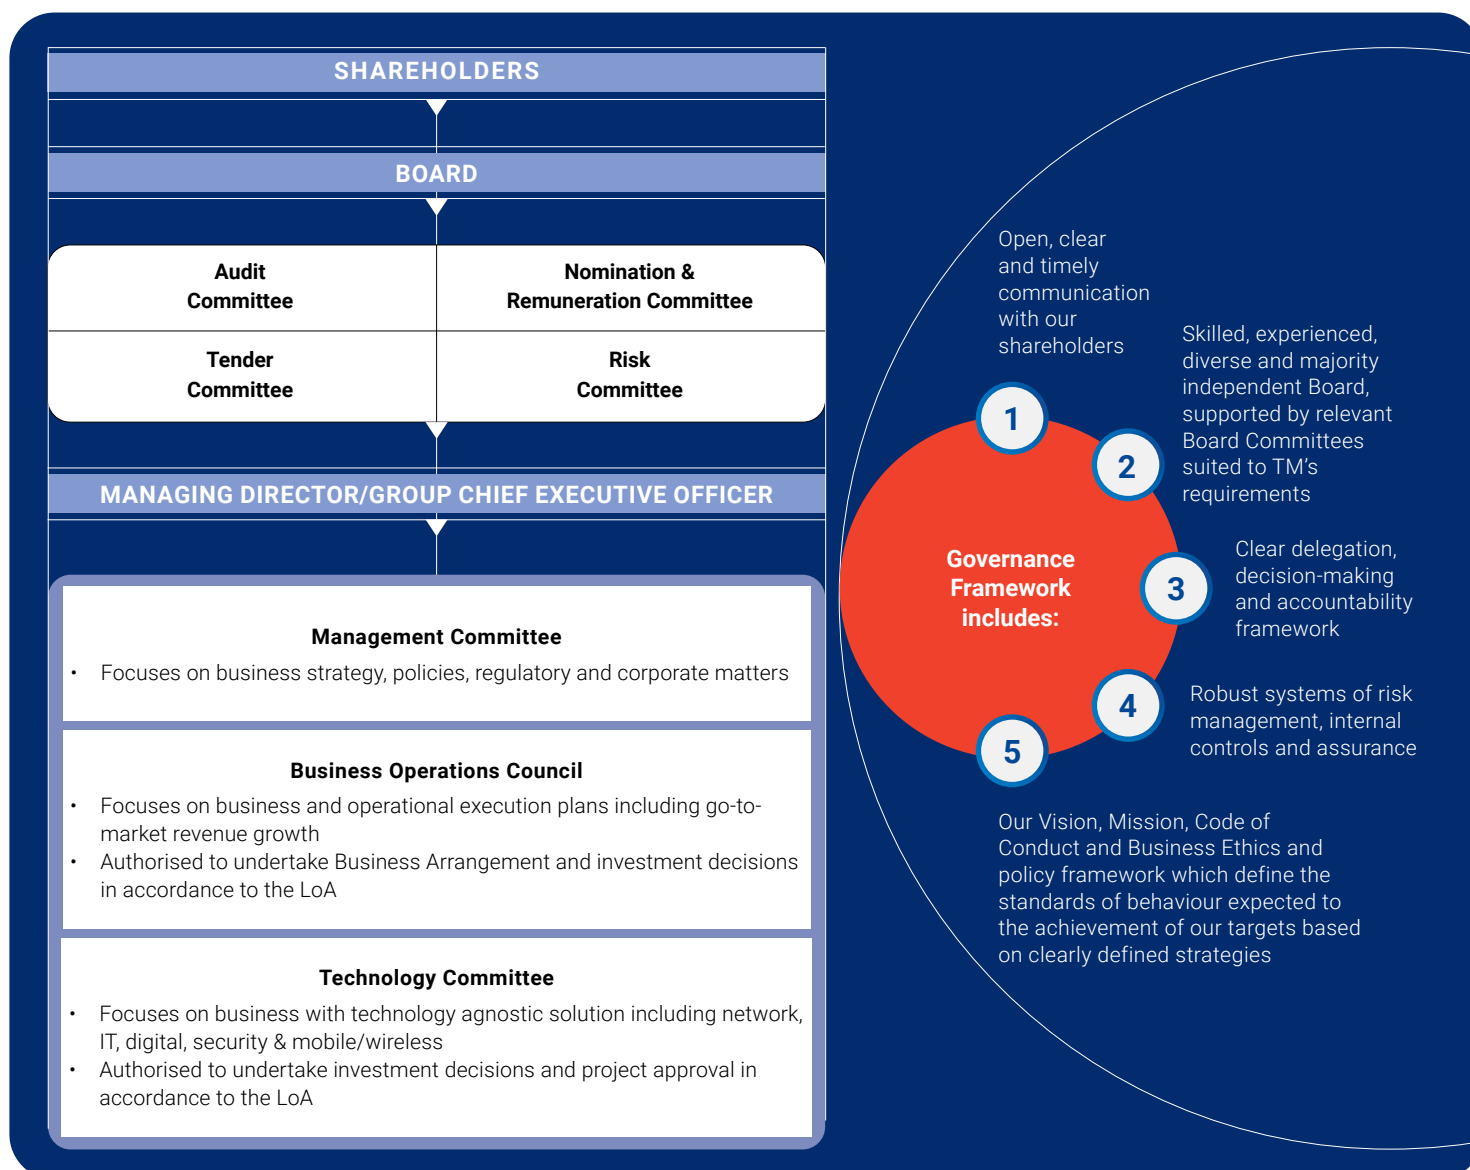 SHAREHOLDERS
BOARD
Audit
Committee
Nomination &
Remuneration Committee
Tender
Committee
Risk
Committee
MANAGING DIRECTOR/GROUP CHIEF EXECUTIVE OFFICER
Management Committee
• Focuses on business strategy, policies, regulatory and corporate matters
Business Operations Council
• Focuses on business and operational execution plans including go-to-
market revenue growth
• Authorised to undertake Business Arrangement and investment decisions
in accordance to the LoA
Technology Committee
• Focuses on business with technology agnostic solution including network,
IT, digital, security & mobile/wireless
• Authorised to undertake investment decisions and project approval in
accordance to the LoA
Governance
Framework
includes:
1
Open, clear
and timely
communication
with our
shareholders
2
Skilled, experienced,
diverse and majority
independent Board,
supported by relevant
Board Committees
suited to TM’s
requirements
3
Clear delegation,
decision-making
and accountability
framework
4
Robust systems of risk
management, internal
controls and assurance
5
Our Vision, Mission, Code of
Conduct and Business Ethics and
policy framework which define the
standards of behaviour expected to
the achievement of our targets based
on clearly defined strategies